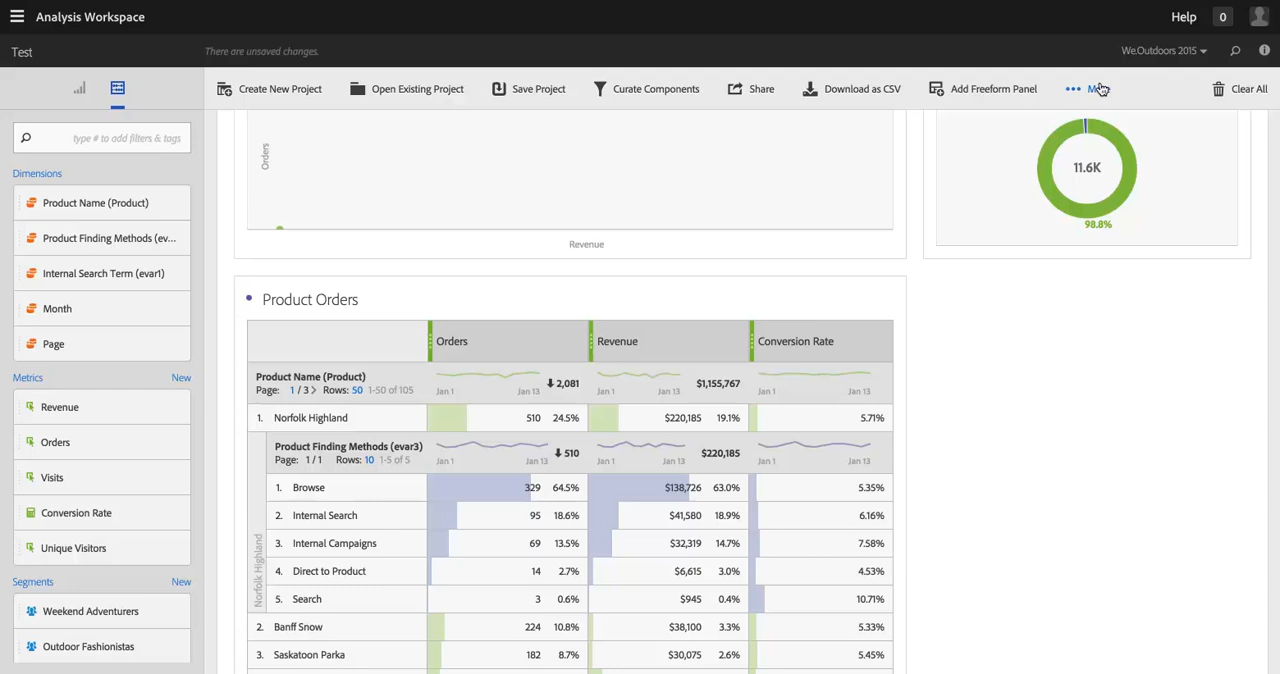 Analysis Workspace
Help
0
Test
There are unsaved changes.
We.Outdoors 2015
Create New Project
Open Existing Project
Save Project
Curate Components
Share
Download as CSV
Add Freeform Panel
Clear All
type # to add filters & tags
Dimensions
Product Name (Product)
Product Finding Methods (ev...
Internal Search Term (evar1)
Month
Page
Metrics
New
Revenue
Orders
Visits
Conversion Rate
Unique Visitors
Segments
New
Weekend Adventurers
Outdoor Fashionistas
Orders
Revenue
11.6K
98.8%
Product Orders
Orders Revenue Conversion Rate
Product Name (Product)
Page: 1 / 3 > Rows: 50 1-50 of 105
Jan 1 Jan 13 2,081 Jan 1 Jan 13 $1,155,767 Jan 1 Jan 13
1. Norfolk Highland 510 24.5% $220,185 19.1% 5.71%
Norfolk Highland
Product Finding Methods (evar3)
Page: 1 / 1 Rows: 10 1-5 of 5
Jan 1 Jan 13 510 Jan 1 Jan 13 $220,185 Jan 1 Jan 13
1. Browse 329 64.5% $138,726 63.0% 5.35%
2. Internal Search 95 18.6% $41,580 18.9% 6.16%
3. Internal Campaigns 69 13.5% $32,319 14.7% 7.58%
4. Direct to Product 14 2.7% $6,615 3.0% 4.53%
5. Search 3 0.6% $945 0.4% 10.71%
2. Banff Snow 224 10.8% $38,100 3.3% 5.33%
3. Saskatoon Parka 182 8.7% $30,075 2.6% 5.45%